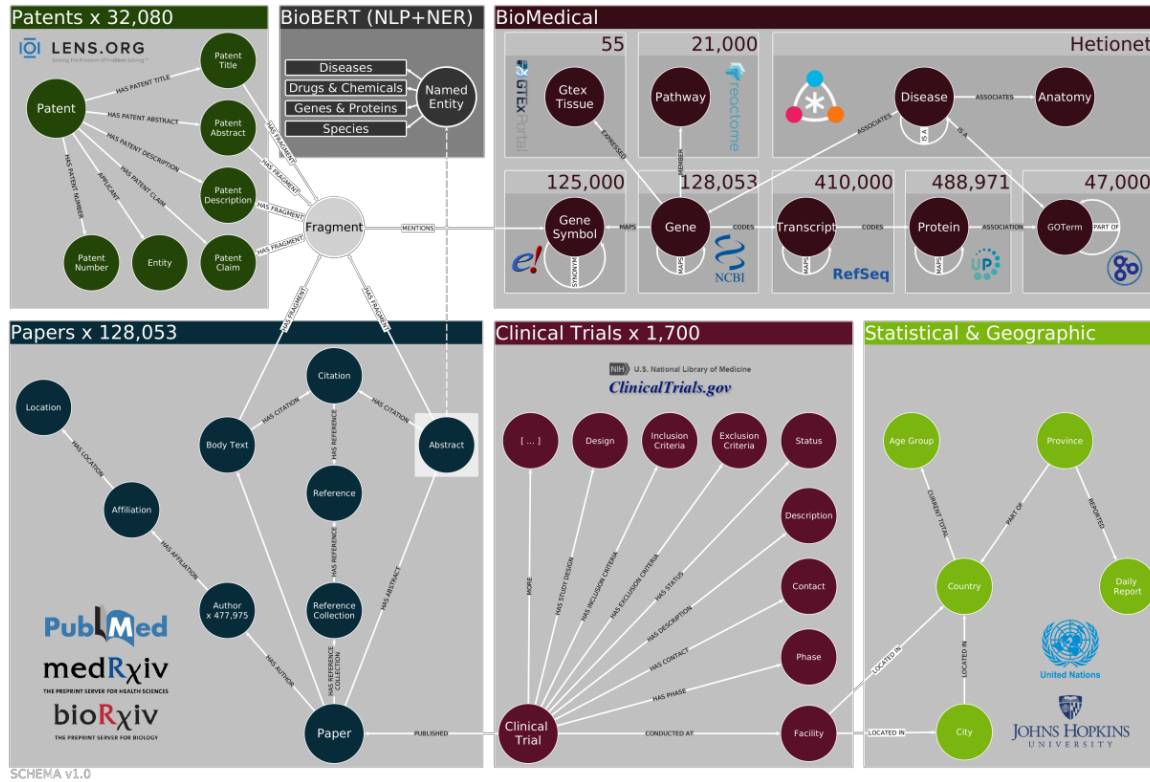 Patents x 32,080
LENS.ORG
Solving The Problem Of Problem Solving
Patent
Title
HAS PATENT TITLE
Patent
HAS PATENT ABSTRACT
Patent
Abstract
HAS PATENT DESCRIPTION
HAS PATENT CLAIM
APPLICANT
HAS PATENT NUMBER
Patent
Description
Patent
Number
Entity
Patent
Claim
HAS FRAGMENT
HAS FRAGMENT
HAS FRAGMENT
HAS FRAGMENT
Fragment
BioBERT (NLP+NER)
Diseases
Drugs & Chemicals
Genes & Proteins
Species
Named
Entity
MENTIONS
HAS FRAGMENT
HAS FRAGMENT
BioMedical
55
21,000
Hetionet
GTEx Portal
Gtex
Tissue
Pathway
reactome
Disease
ASSOCIATES
Anatomy
IS A
IS A
ASSOCIATES
EXPRESSED
MEMBER
125,000
128,053
410,000
488,971
47,000
Gene
Symbol
MAPS
Gene
CODES
Transcript
CODES
Protein
ASSOCIATION
GOTerm
PART OF
SYNONYM
MAPS
MAPS
MAPS
e!
NCBI
RefSeq
UP
Papers x 128,053
Location
Citation
HAS CITATION
HAS CITATION
Body Text
Abstract
HAS LOCATION
HAS REFERENCE
Reference
Affiliation
HAS REFERENCE
HAS AFFILIATION
Author
x 477,975
Reference
Collection
HAS ABSTRACT
HAS AUTHOR
HAS REFERENCE
COLLECTION
Paper
PUBLISHED
PubMed
medRxiv
THE PREPRINT SERVER FOR HEALTH SCIENCES
bioRxiv
THE PREPRINT SERVER FOR BIOLOGY
Clinical Trials x 1,700
NIH U.S. National Library of Medicine
ClinicalTrials.gov
[ ... ]
Design
Inclusion
Criteria
Exclusion
Criteria
Status
Description
Contact
Phase
Facility
MORE
HAS STUDY DESIGN
HAS INCLUSION CRITERIA
HAS EXCLUSION CRITERIA
HAS STATUS
HAS DESCRIPTION
HAS CONTACT
HAS PHASE
CONDUCTED AT
Clinical
Trial
LOCATED IN
LOCATED IN
Statistical & Geographic
Age Group
Province
CURRENT TOTAL
PART OF
REPORTED
Country
Daily
Report
LOCATED IN
City
United Nations
JOHNS HOPKINS
UNIVERSITY
SCHEMA v1.0